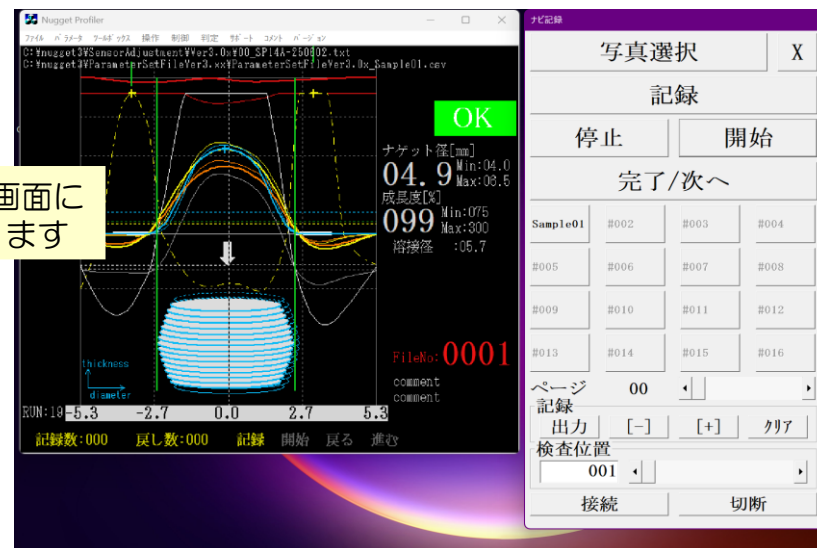 Nugget Profiler
ファイル パラメータ ツールボックス 操作 制御 判定 サポート コメント バージョン
C:¥nugget3¥SensorAdjustment¥Ver3.0x¥00_SP14A-250602.txt
C:¥nugget3¥ParameterSetFileVer3.xx¥ParameterSetFileVer3.0x_Sample01.csv
OK
ナゲット径[mm]
04.9 Min:04.0
Max:06.5
成長度[%]
099 Min:075
Max:300
溶接径 :05.7
画面に
ます
thickness
diameter
FileNo:0001
comment
comment
RUN:19 -5.3 -2.7 0.0 2.7 5.3
記録数:000 戻し数:000 記録 開始 戻る 進む
ナビ記録
写真選択 X
記録
停止 開始
完了/次へ
Sample01 #002 #003 #004
#005 #006 #007 #008
#009 #010 #011 #012
#013 #014 #015 #016
ページ 00
記録
出力 [-] [+] クリア
検査位置
001
接続 切断